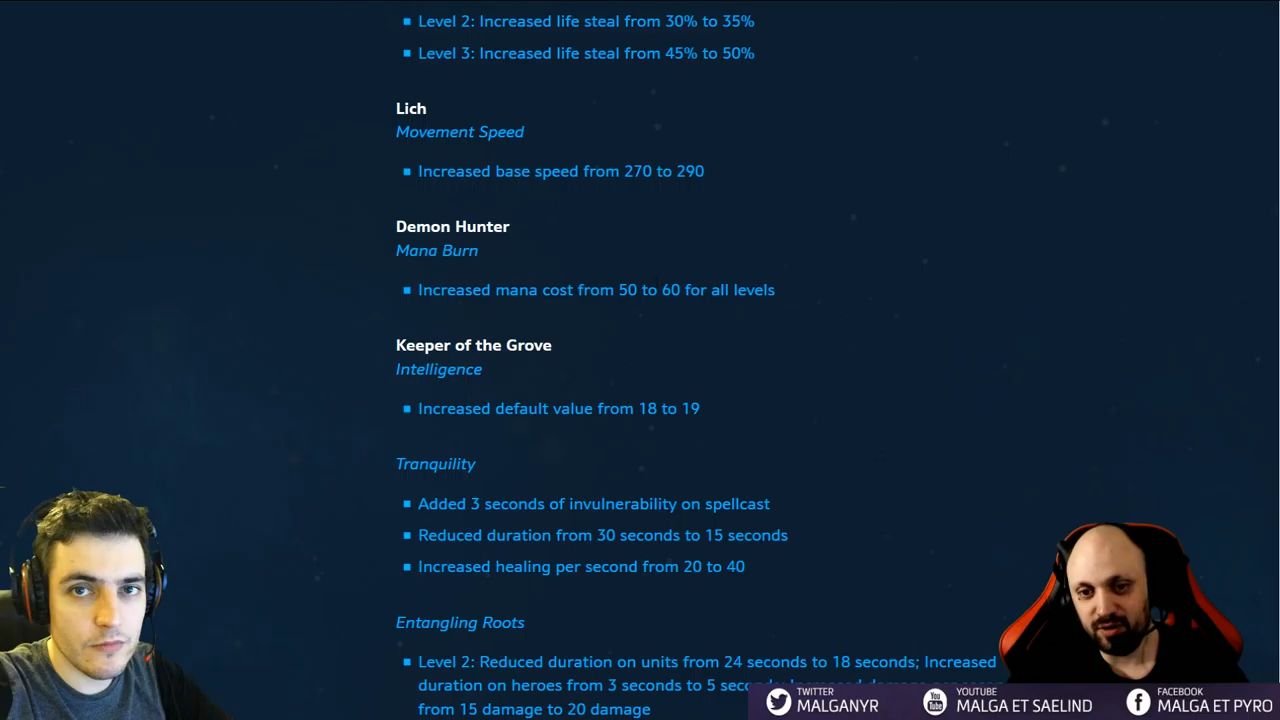 Level 2: Increased life steal from 30% to 35%
Level 3: Increased life steal from 45% to 50%
Lich
Movement Speed
Increased base speed from 270 to 290
Demon Hunter
Mana Burn
Increased mana cost from 50 to 60 for all levels
Keeper of the Grove
Intelligence
Increased default value from 18 to 19
Tranquility
Added 3 seconds of invulnerability on spellcast
Reduced duration from 30 seconds to 15 seconds
Increased healing per second from 20 to 40
Entangling Roots
Level 2: Reduced duration on units from 24 seconds to 18 seconds; Increased
duration on heroes from 3 seconds to 5
from 15 damage to 20 damage
TWITTER
MALGANYR
YOUTUBE
MALGA ET SAELIND
FACEBOOK
MALGA ET PYRO